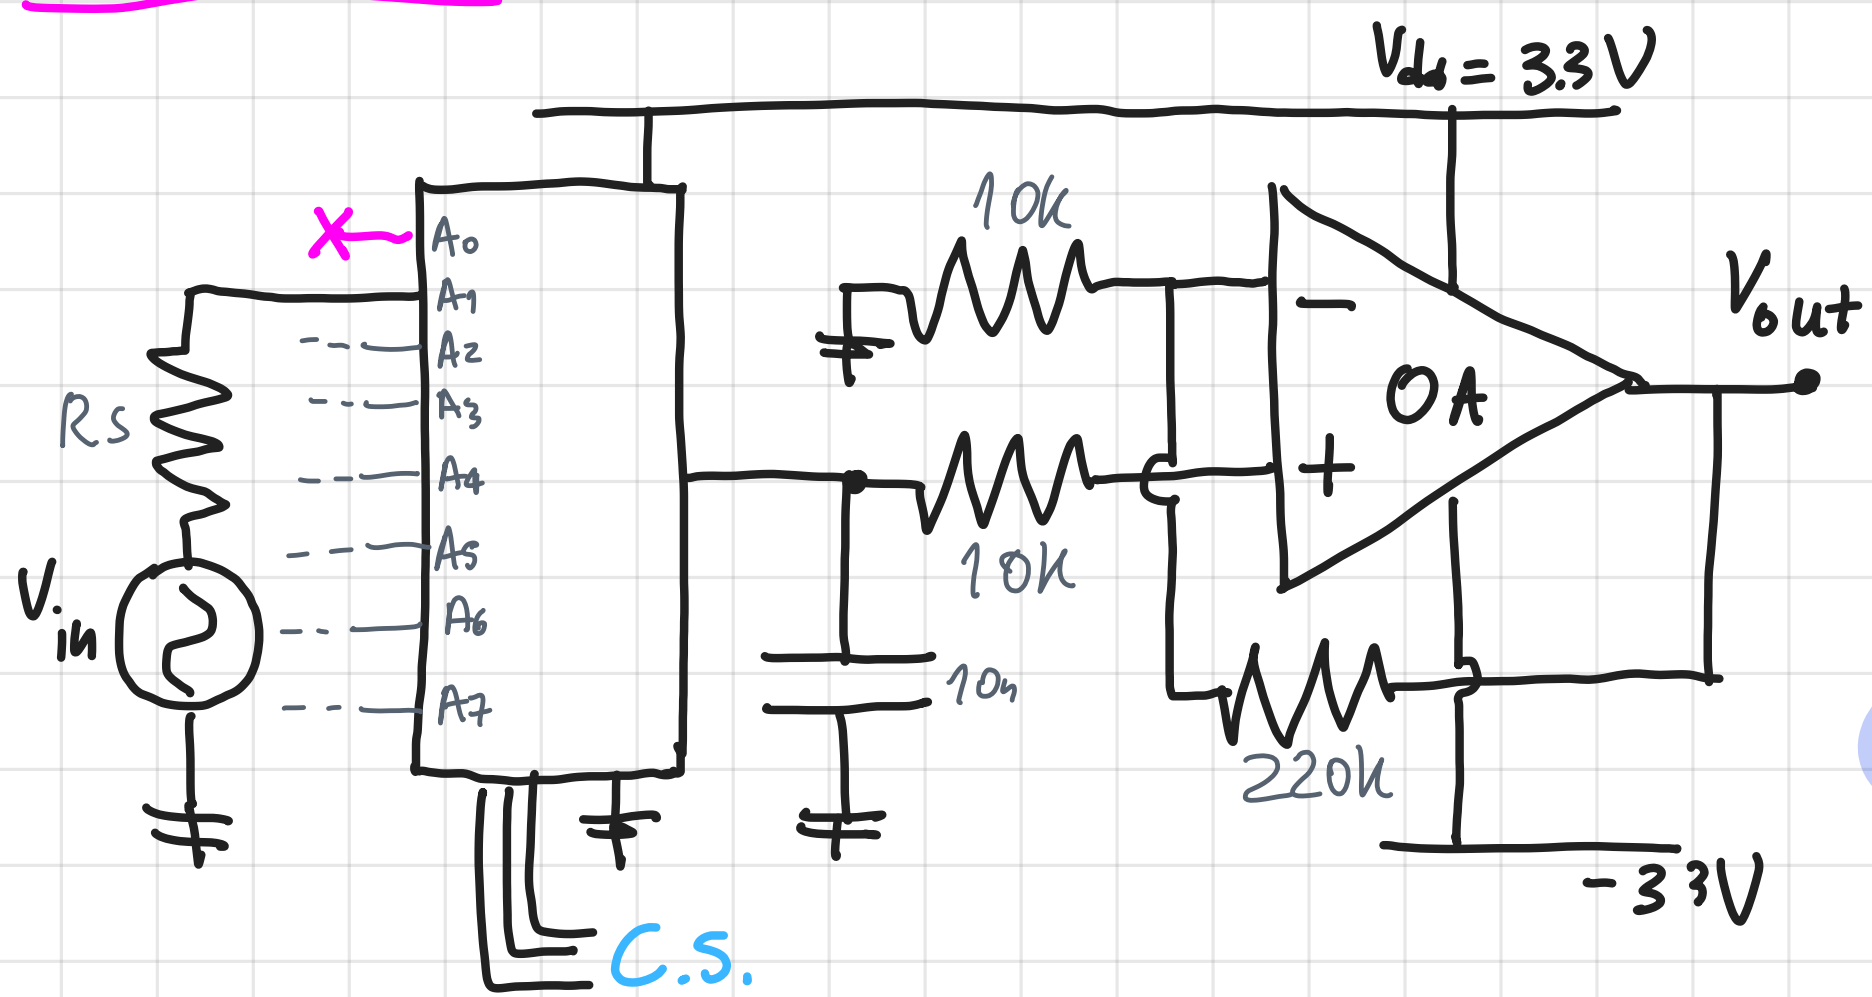 Vdd = 3.3V
10K
A0
A1
A2
A3
A4
A5
A6
A7
Rs
Vin
−
+
OA
Vout
10K
10n
220K
-3 3V
C.S.